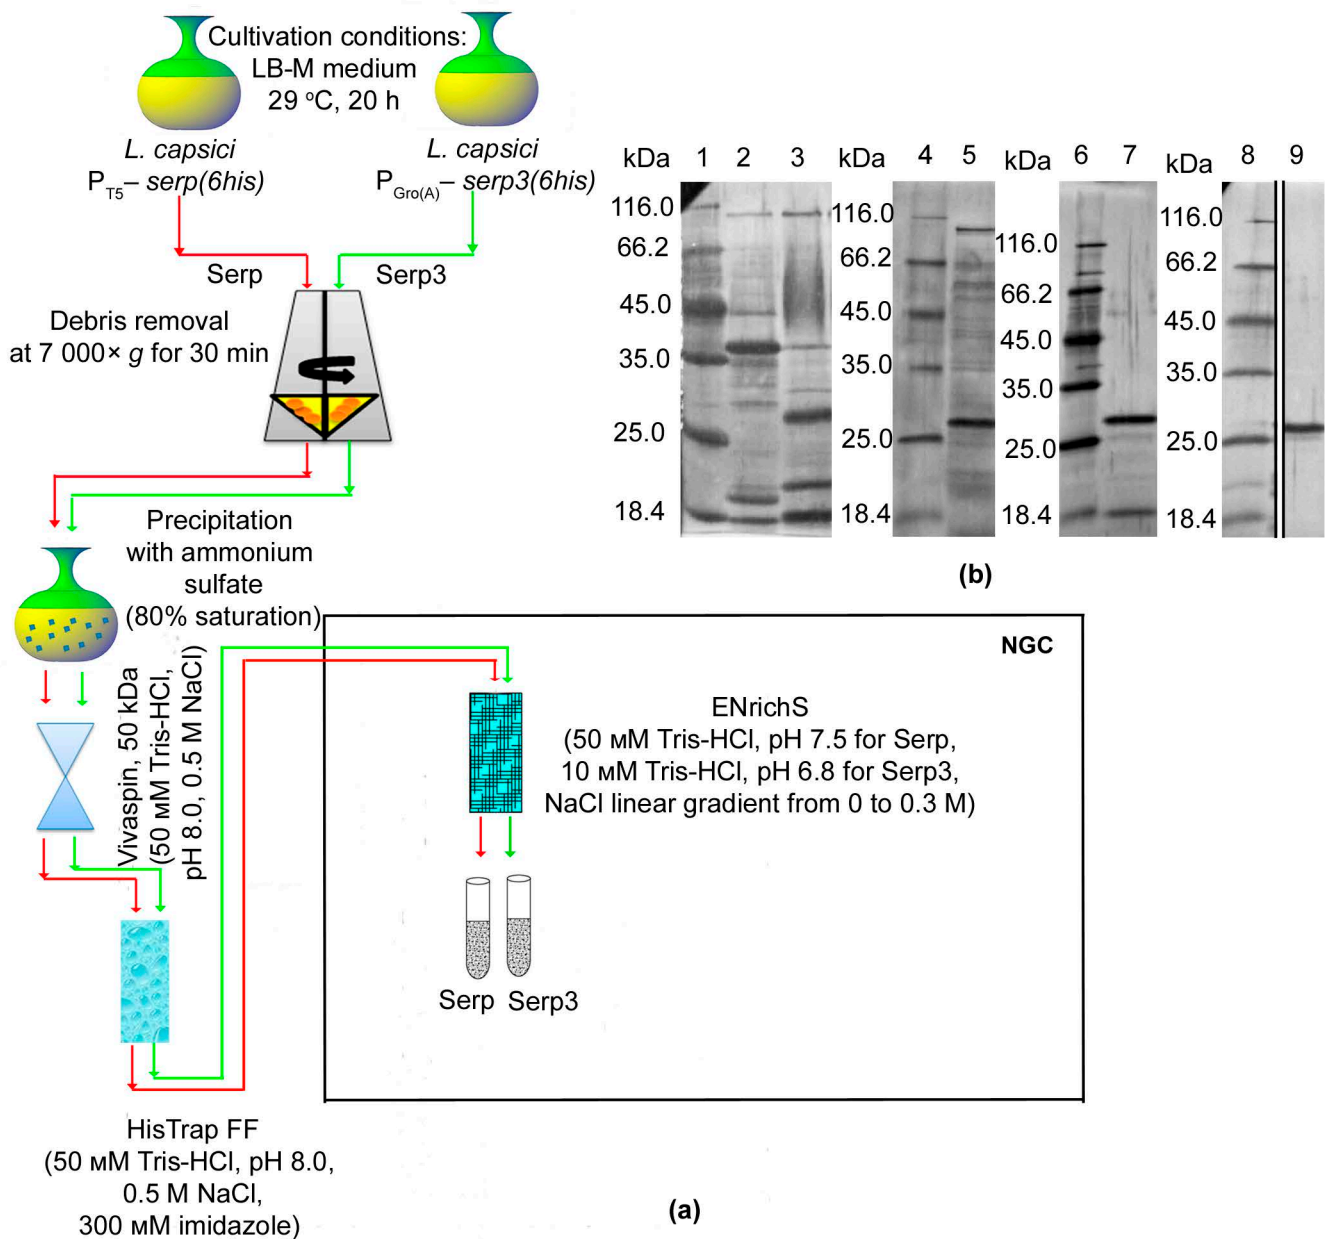 Cultivation conditions:
LB-M medium
29 °C, 20 h
L. capsici
P_T5– serp(6his)
L. capsici
P_Gro(A)– serp3(6his)
Serp
Serp3
Debris removal
at 7 000× g for 30 min
Precipitation
with ammonium
sulfate
(80% saturation)
Vivaspin, 50 kDa
(50 мM Tris-HCl,
pH 8.0, 0.5 M NaCl)
HisTrap FF
(50 мM Tris-HCl, pH 8.0,
0.5 M NaCl,
300 мM imidazole)
NGC
ENrichS
(50 мM Tris-HCl, pH 7.5 for Serp,
10 мM Tris-HCl, pH 6.8 for Serp3,
NaCl linear gradient from 0 to 0.3 M)
Serp Serp3
(a)
kDa 1 2 3
116.0
66.2
45.0
35.0
25.0
18.4
kDa 4 5
116.0
66.2
45.0
35.0
25.0
18.4
kDa 6 7
116.0
66.2
45.0
35.0
25.0
18.4
kDa 8 9
116.0
66.2
45.0
35.0
25.0
18.4
(b)